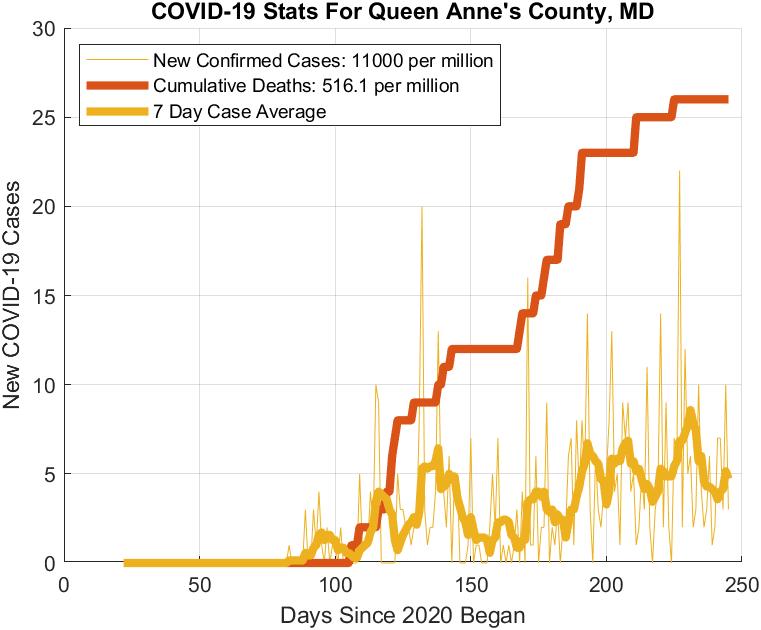 COVID-19 Stats For Queen Anne's County, MD
New Confirmed Cases: 11000 per million
Cumulative Deaths: 516.1 per million
7 Day Case Average
New COVID-19 Cases
30
25
20
15
10
5
0
0 50 100 150 200 250
Days Since 2020 Began